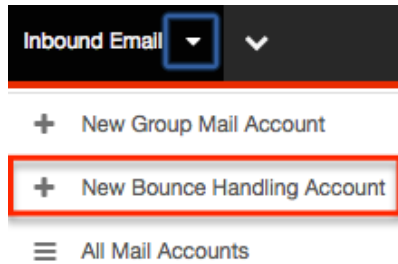 Inbound Email
New Group Mail Account
New Bounce Handling Account
All Mail Accounts